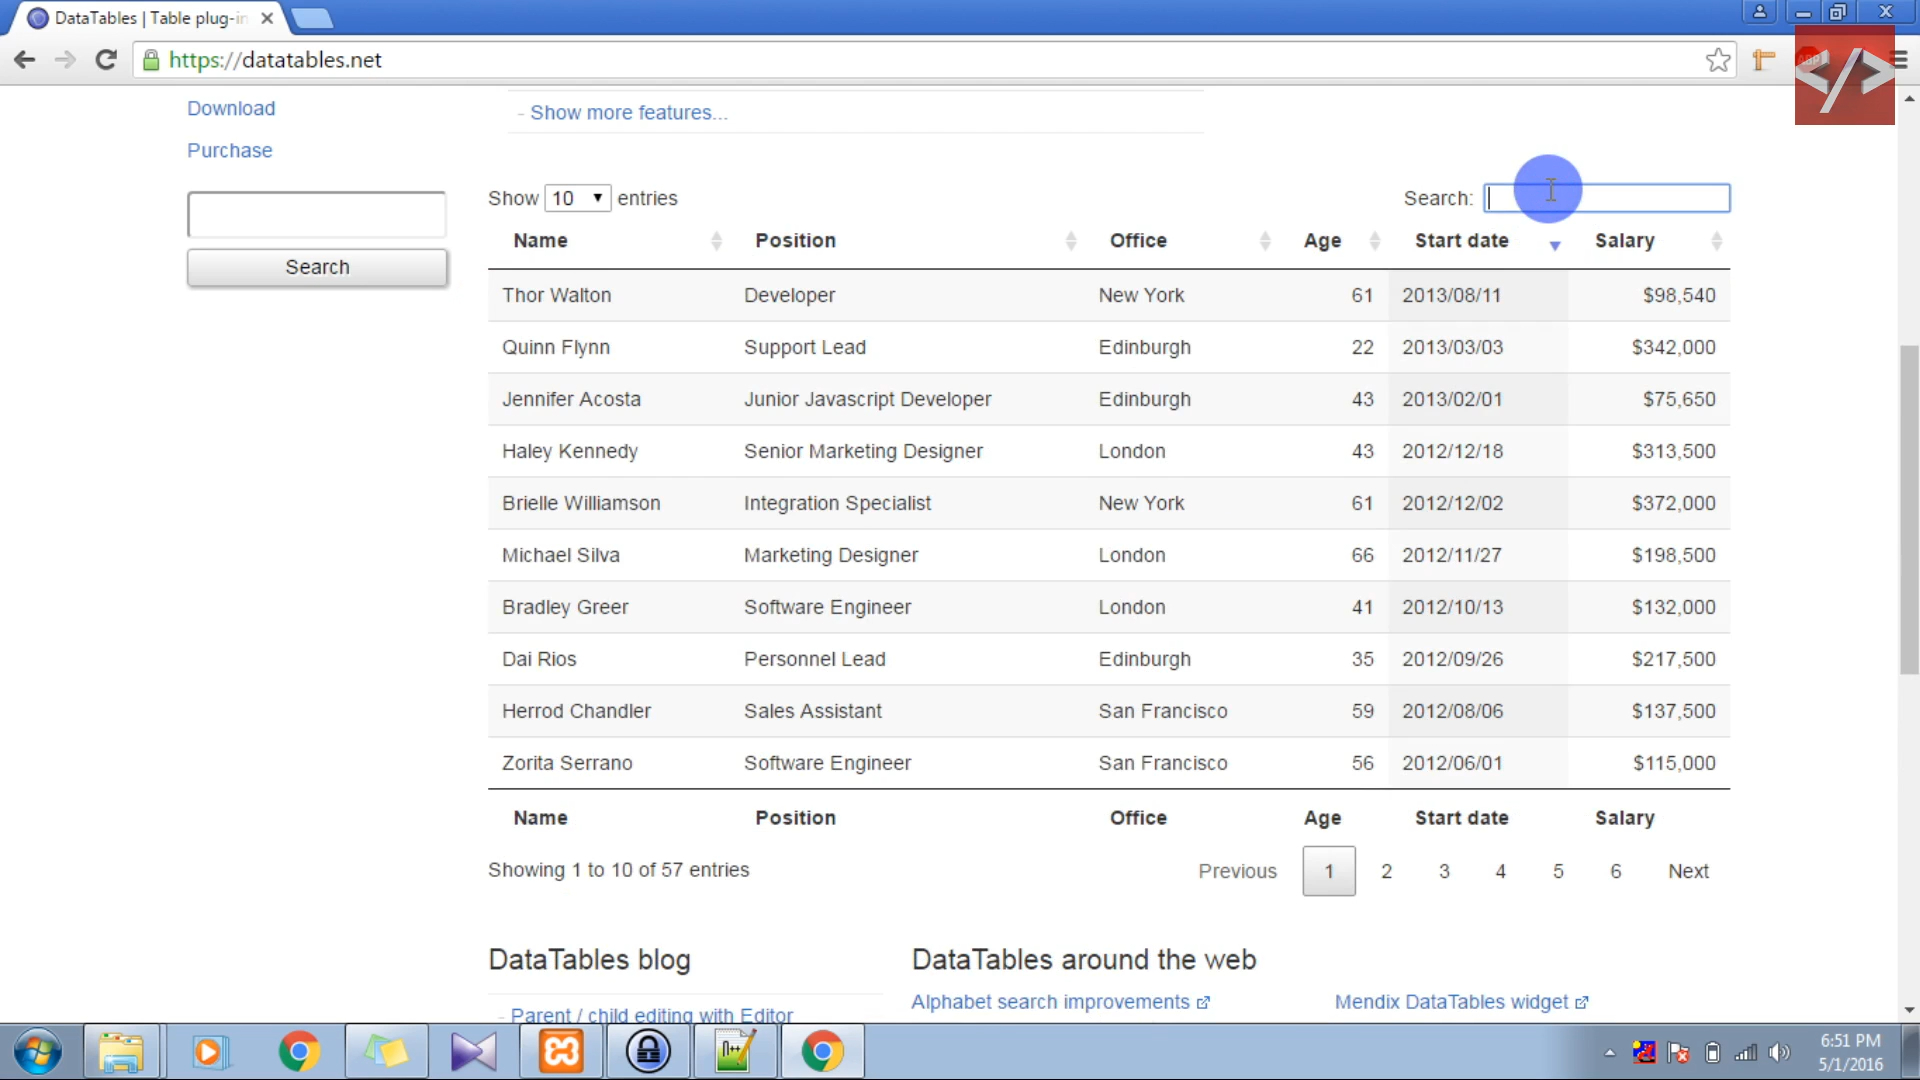 DataTables | Table plug-in
https://datatables.net
</>
Download
- Show more features...
Purchase
Show 10 entries Search:
Search
Name Position Office Age Start date Salary
Thor Walton Developer New York 61 2013/08/11 $98,540
Quinn Flynn Support Lead Edinburgh 22 2013/03/03 $342,000
Jennifer Acosta Junior Javascript Developer Edinburgh 43 2013/02/01 $75,650
Haley Kennedy Senior Marketing Designer London 43 2012/12/18 $313,500
Brielle Williamson Integration Specialist New York 61 2012/12/02 $372,000
Michael Silva Marketing Designer London 66 2012/11/27 $198,500
Bradley Greer Software Engineer London 41 2012/10/13 $132,000
Dai Rios Personnel Lead Edinburgh 35 2012/09/26 $217,500
Herrod Chandler Sales Assistant San Francisco 59 2012/08/06 $137,500
Zorita Serrano Software Engineer San Francisco 56 2012/06/01 $115,000
Name Position Office Age Start date Salary
Showing 1 to 10 of 57 entries Previous 1 2 3 4 5 6 Next
DataTables blog DataTables around the web
- Parent / child editing with Editor Alphabet search improvements Mendix DataTables widget
6:51 PM
5/1/2016